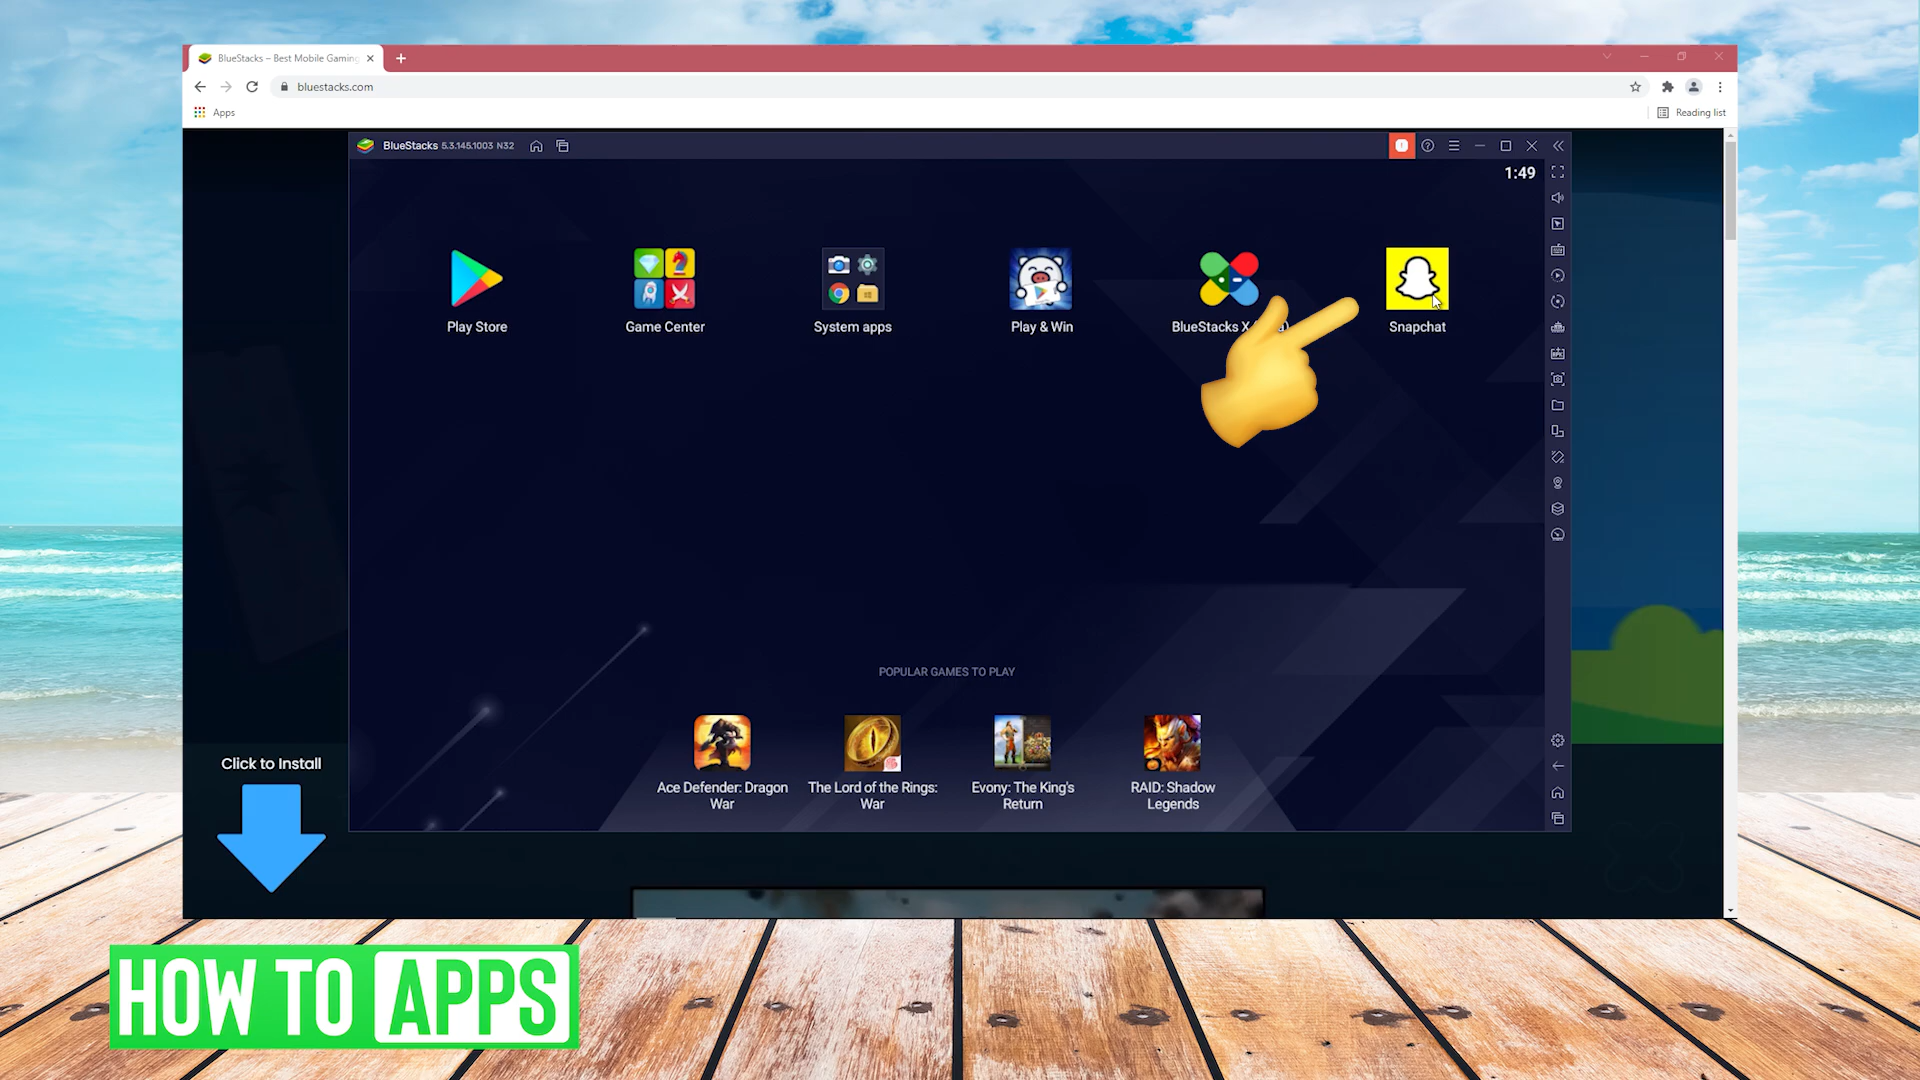 BlueStacks – Best Mobile Gaming
bluestacks.com
Apps
Reading list
BlueStacks 5.3.145.1003 N32
1:49
Play Store
Game Center
System apps
Play & Win
BlueStacks X
Snapchat
POPULAR GAMES TO PLAY
Ace Defender: Dragon
War
The Lord of the Rings:
War
Evony: The King's
Return
RAID: Shadow
Legends
Click to Install
HOW TO APPS